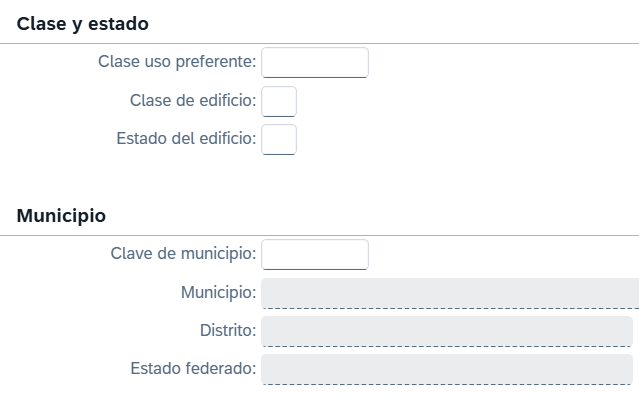 Clase y estado
Clase uso preferente:
Clase de edificio:
Estado del edificio:
Municipio
Clave de municipio:
Municipio:
Distrito:
Estado federado: